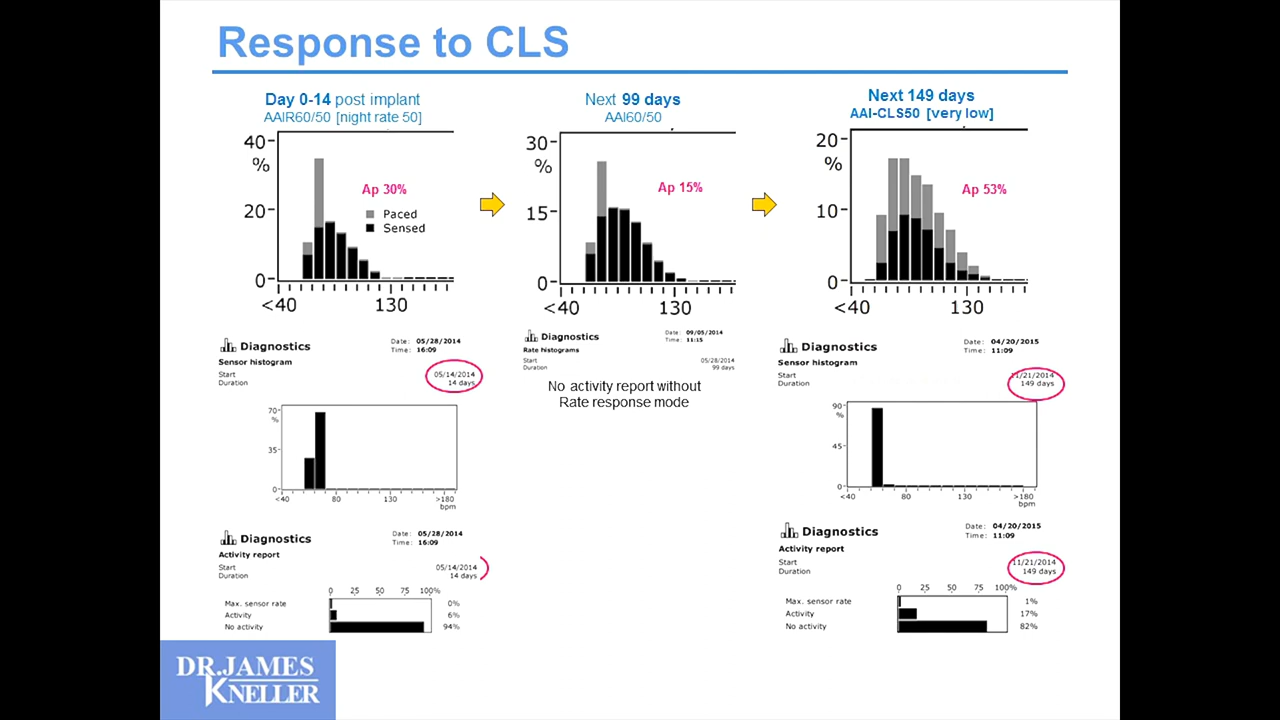 Response to CLS
Day 0-14 post implant
AAIR60/50 [night rate 50]
40
%
20
0
<40
130
Ap 30%
Paced
Sensed
Next 99 days
AAI60/50
30
%
15
0
<40
130
Ap 15%
Next 149 days
AAI-CLS50 [very low]
20
%
10
0
<40
130
Ap 53%
Diagnostics
Date: 05/28/2014
Time: 16:09
Sensor histogram
Start 05/14/2014
Duration 14 days
70
%
35
0
<40 80 130 >180
bpm
Diagnostics
Date: 05/28/2014
Time: 16:09
Activity report
Start 05/14/2014
Duration 14 days
0 25 50 75 100%
Max. sensor rate 0%
Activity 6%
No activity 94%
Diagnostics
Date: 09/05/2014
Time: 11:15
Rate histograms
Start 05/28/2014
Duration 99 days
No activity report without
Rate response mode
Diagnostics
Date: 04/20/2015
Time: 11:09
Sensor histogram
Start 11/21/2014
Duration 149 days
90
%
45
0
<40 80 130 >180
bpm
Diagnostics
Date: 04/20/2015
Time: 11:09
Activity report
Start 11/21/2014
Duration 149 days
0 25 50 75 100%
Max. sensor rate 1%
Activity 17%
No activity 82%
DR.JAMES
KNELLER